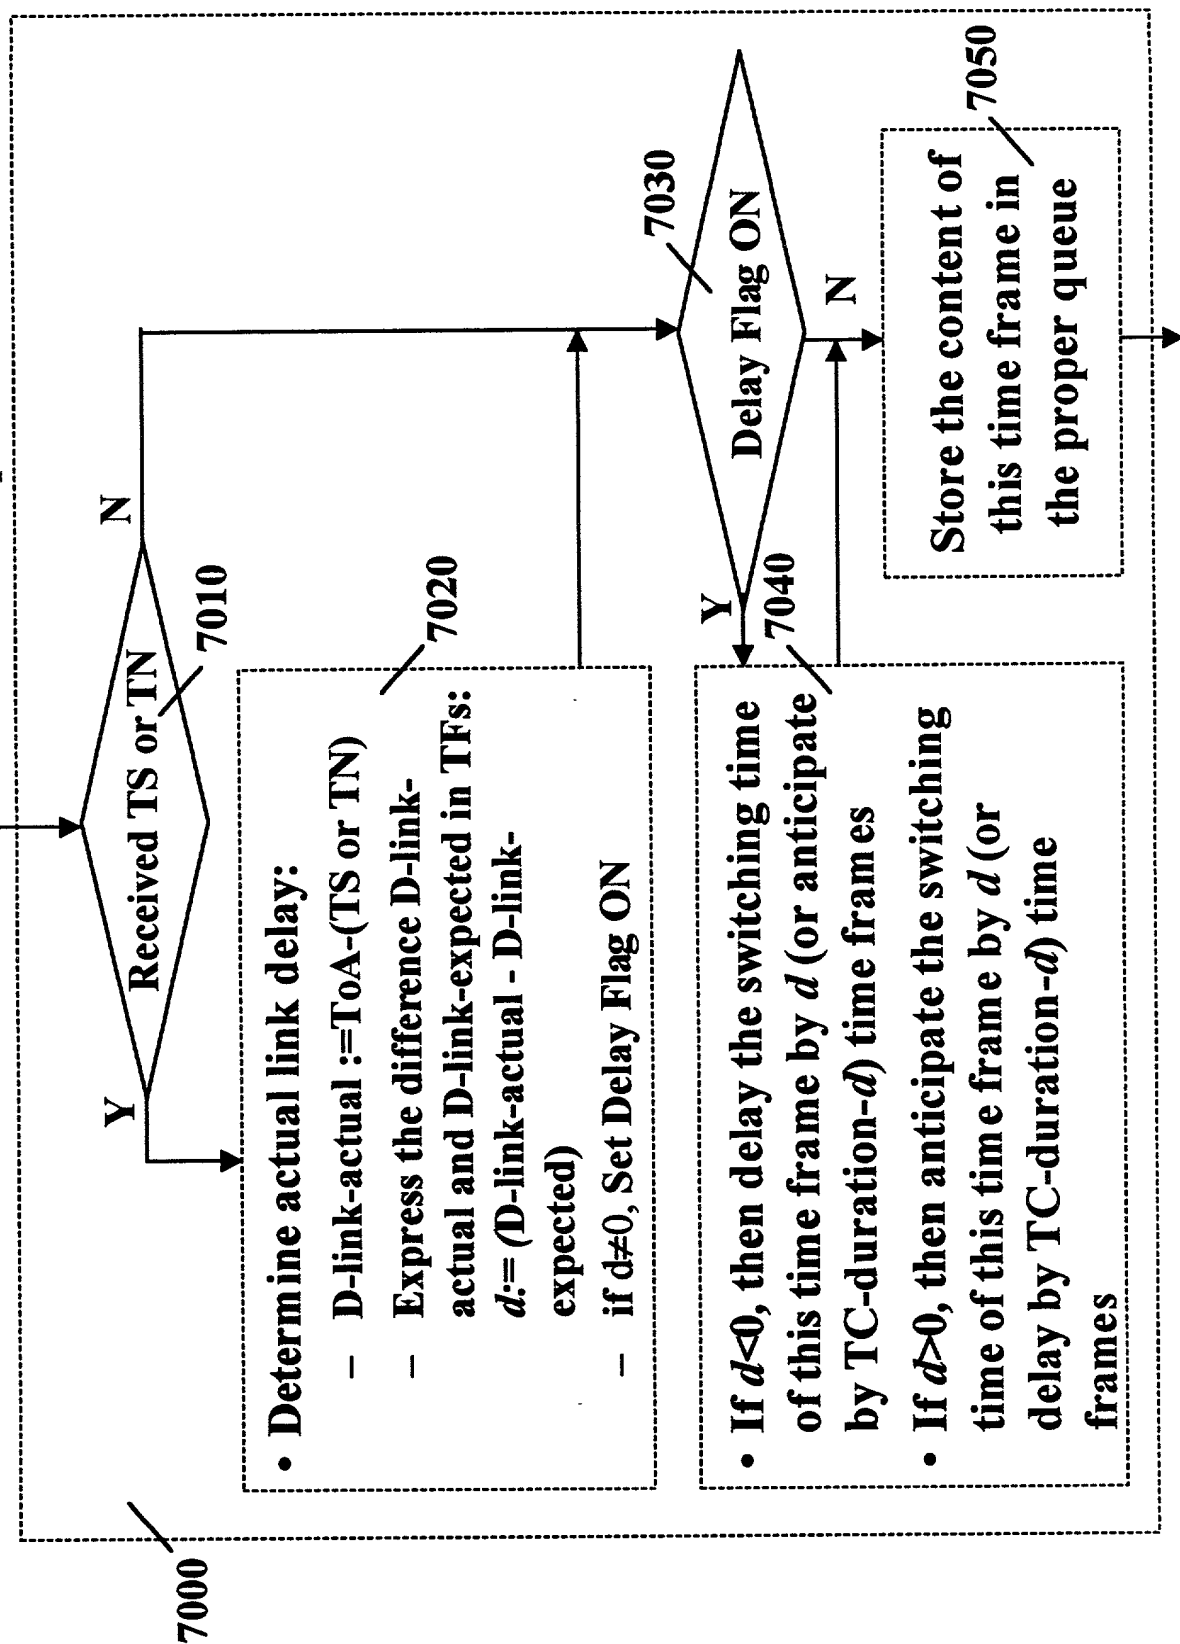 7000
Y
Received TS or TN
N
7010
• Determine actual link delay:
– D-link-actual :=ToA-(TS or TN)
– Express the difference D-link-
actual and D-link-expected in TFs:
d:= (D-link-actual - D-link-
expected)
– if d≠0, Set Delay Flag ON
7020
7030
Delay Flag ON
Y
N
7040
• If d<0, then delay the switching time
of this time frame by d (or anticipate
by TC-duration-d) time frames
• If d>0, then anticipate the switching
time of this time frame by d (or
delay by TC-duration-d) time
frames
7050
Store the content of
this time frame in
the proper queue